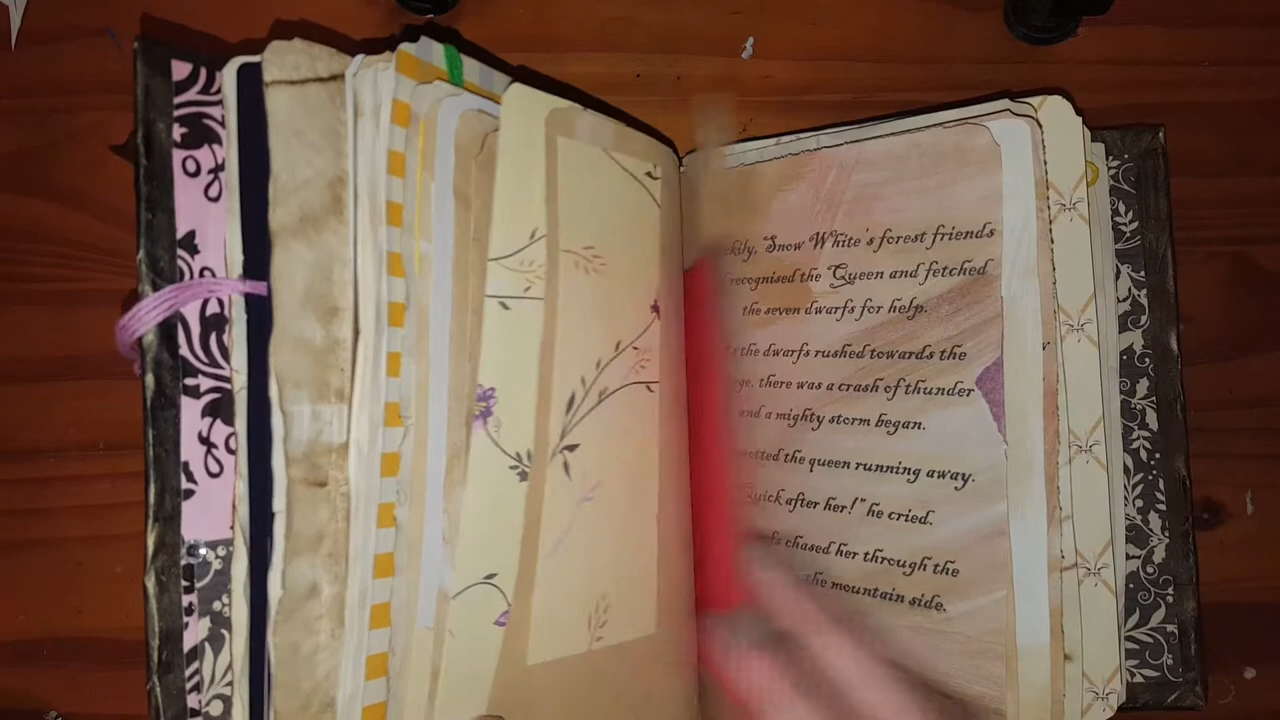 Snow White's forest friends
recognised the Queen and fetched
the seven dwarfs for help.
the dwarfs rushed towards the
there was a crash of thunder
and a mighty storm began.
the queen running away.
Quick after her!" he cried.
chased her through the
the mountain side.